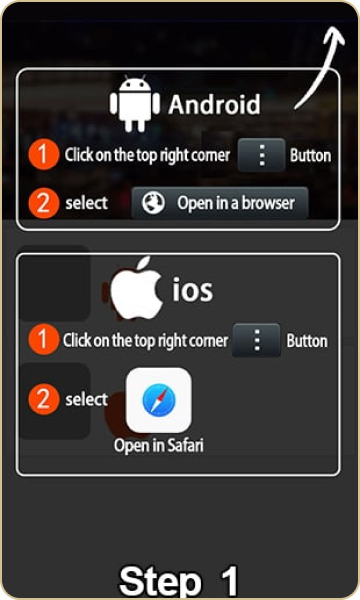 Android
1 Click on the top right corner ⋮ Button
2 select Open in a browser
ios
1 Click on the top right corner ⋮ Button
2 select
Open in Safari
Step 1